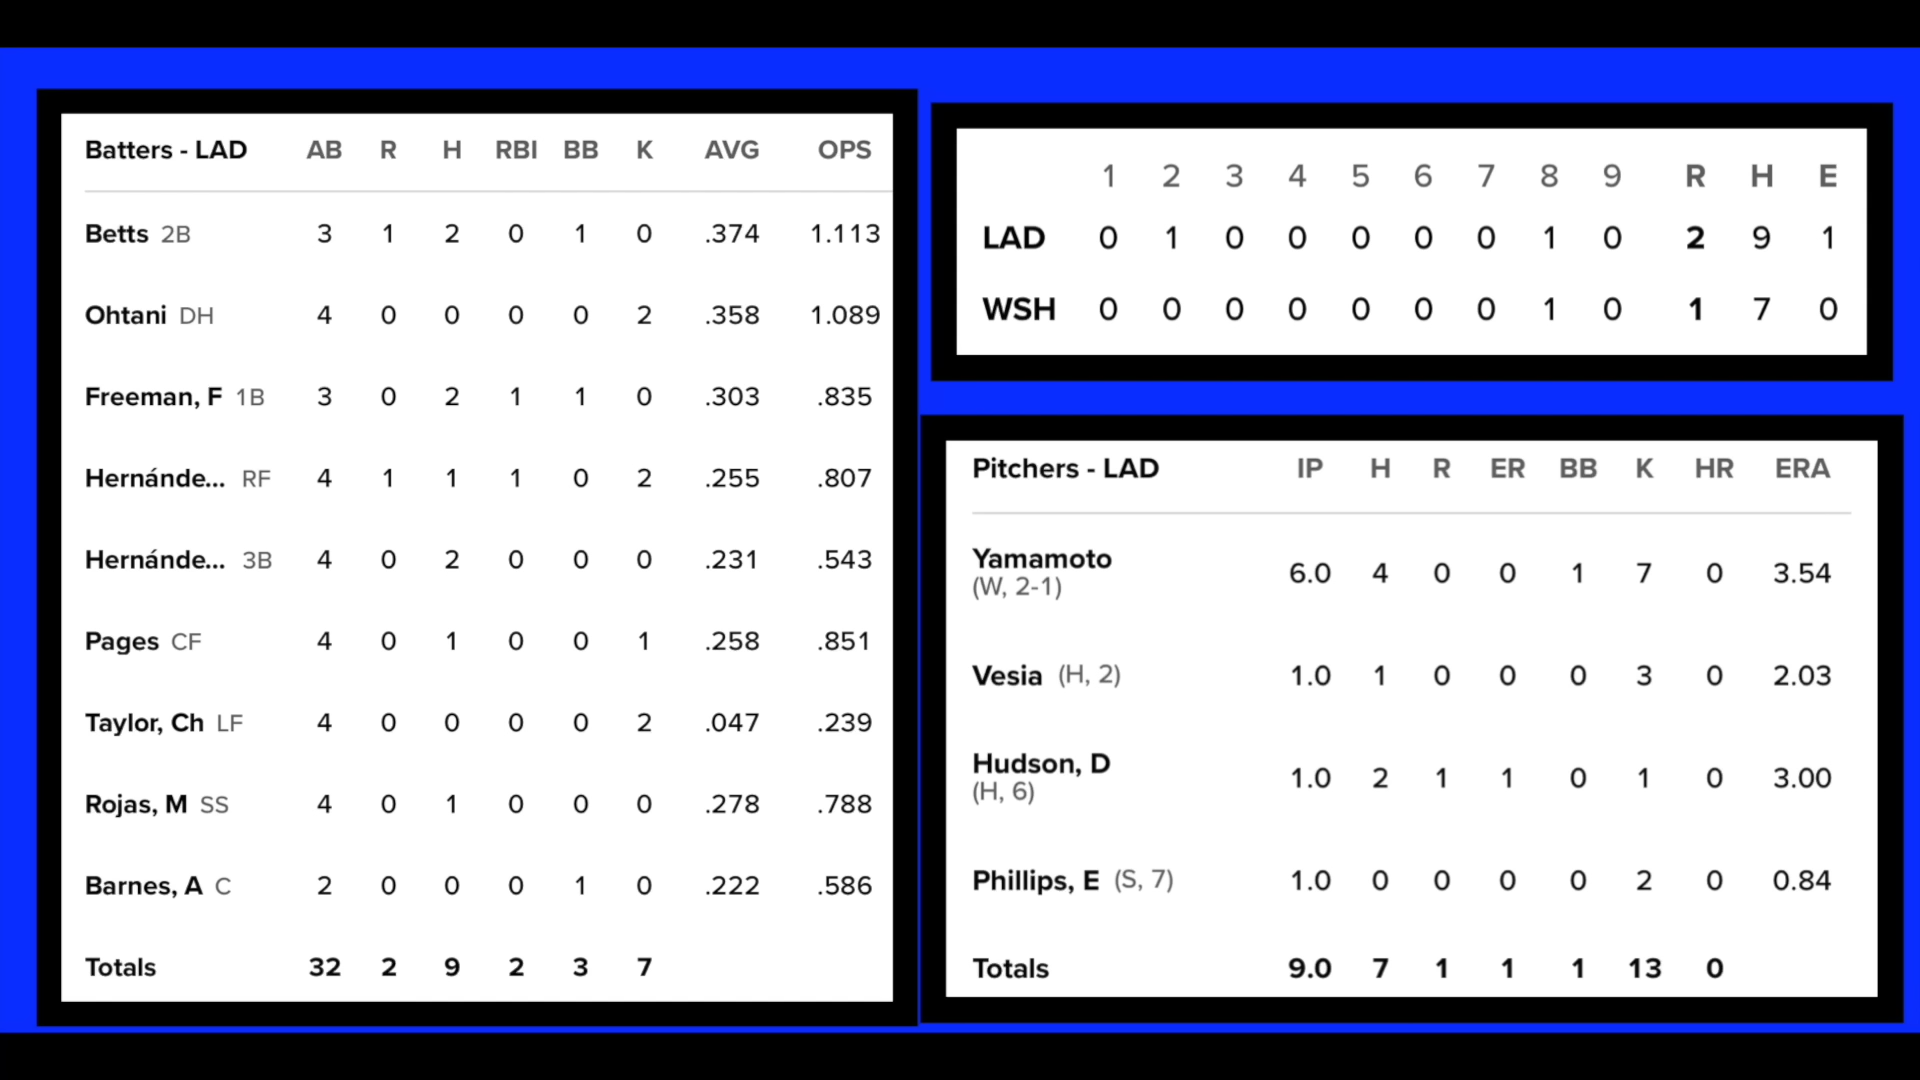 Batters - LAD AB R H RBI BB K AVG OPS
Betts 2B 3 1 2 0 1 0 .374 1.113
Ohtani DH 4 0 0 0 0 2 .358 1.089
Freeman, F 1B 3 0 2 1 1 0 .303 .835
Hernánde... RF 4 1 1 1 0 2 .255 .807
Hernánde... 3B 4 0 2 0 0 0 .231 .543
Pages CF 4 0 1 0 0 1 .258 .851
Taylor, Ch LF 4 0 0 0 0 2 .047 .239
Rojas, M SS 4 0 1 0 0 0 .278 .788
Barnes, A C 2 0 0 0 1 0 .222 .586
Totals 32 2 9 2 3 7
1 2 3 4 5 6 7 8 9 R H E
LAD 0 1 0 0 0 0 0 1 0 2 9 1
WSH 0 0 0 0 0 0 0 1 0 1 7 0
Pitchers - LAD IP H R ER BB K HR ERA
Yamamoto
(W, 2-1) 6.0 4 0 0 1 7 0 3.54
Vesia (H, 2) 1.0 1 0 0 0 3 0 2.03
Hudson, D
(H, 6) 1.0 2 1 1 0 1 0 3.00
Phillips, E (S, 7) 1.0 0 0 0 0 2 0 0.84
Totals 9.0 7 1 1 1 13 0